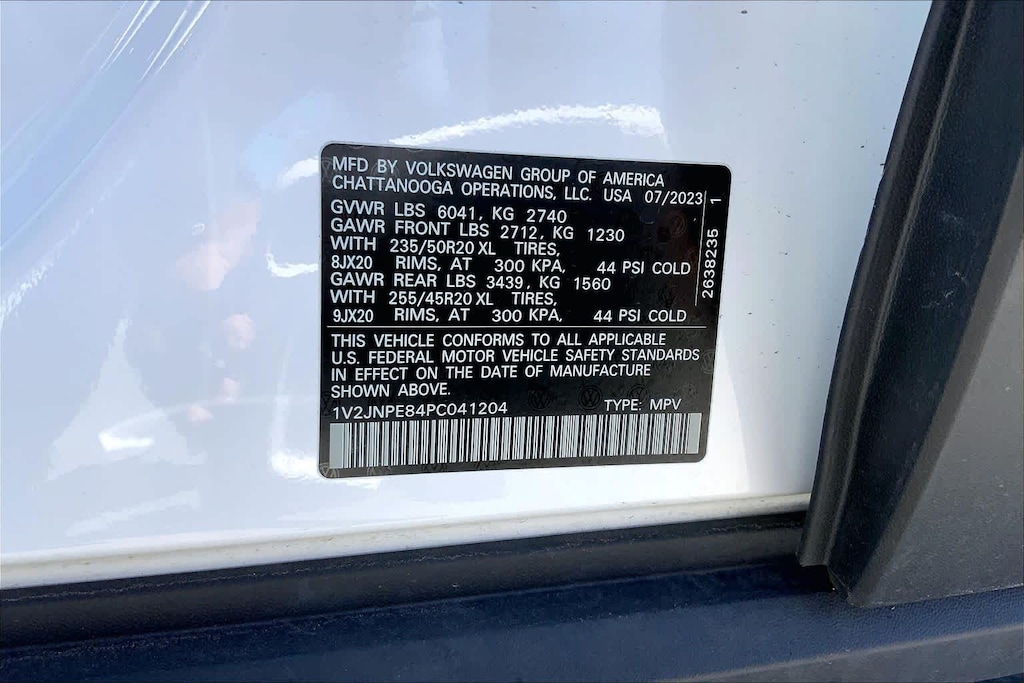 MFD BY VOLKSWAGEN GROUP OF AMERICA
CHATTANOOGA OPERATIONS, LLC. USA 07/2023
GVWR LBS 6041, KG 2740
GAWR FRONT LBS 2712, KG 1230
WITH 235/50R20 XL TIRES,
8JX20 RIMS, AT 300 KPA, 44 PSI COLD
GAWR REAR LBS 3439, KG 1560
WITH 255/45R20 XL TIRES,
9JX20 RIMS, AT 300 KPA, 44 PSI COLD
2638235 1
THIS VEHICLE CONFORMS TO ALL APPLICABLE
U.S. FEDERAL MOTOR VEHICLE SAFETY STANDARDS
IN EFFECT ON THE DATE OF MANUFACTURE
SHOWN ABOVE.
1V2JNPE84PC041204 TYPE: MPV